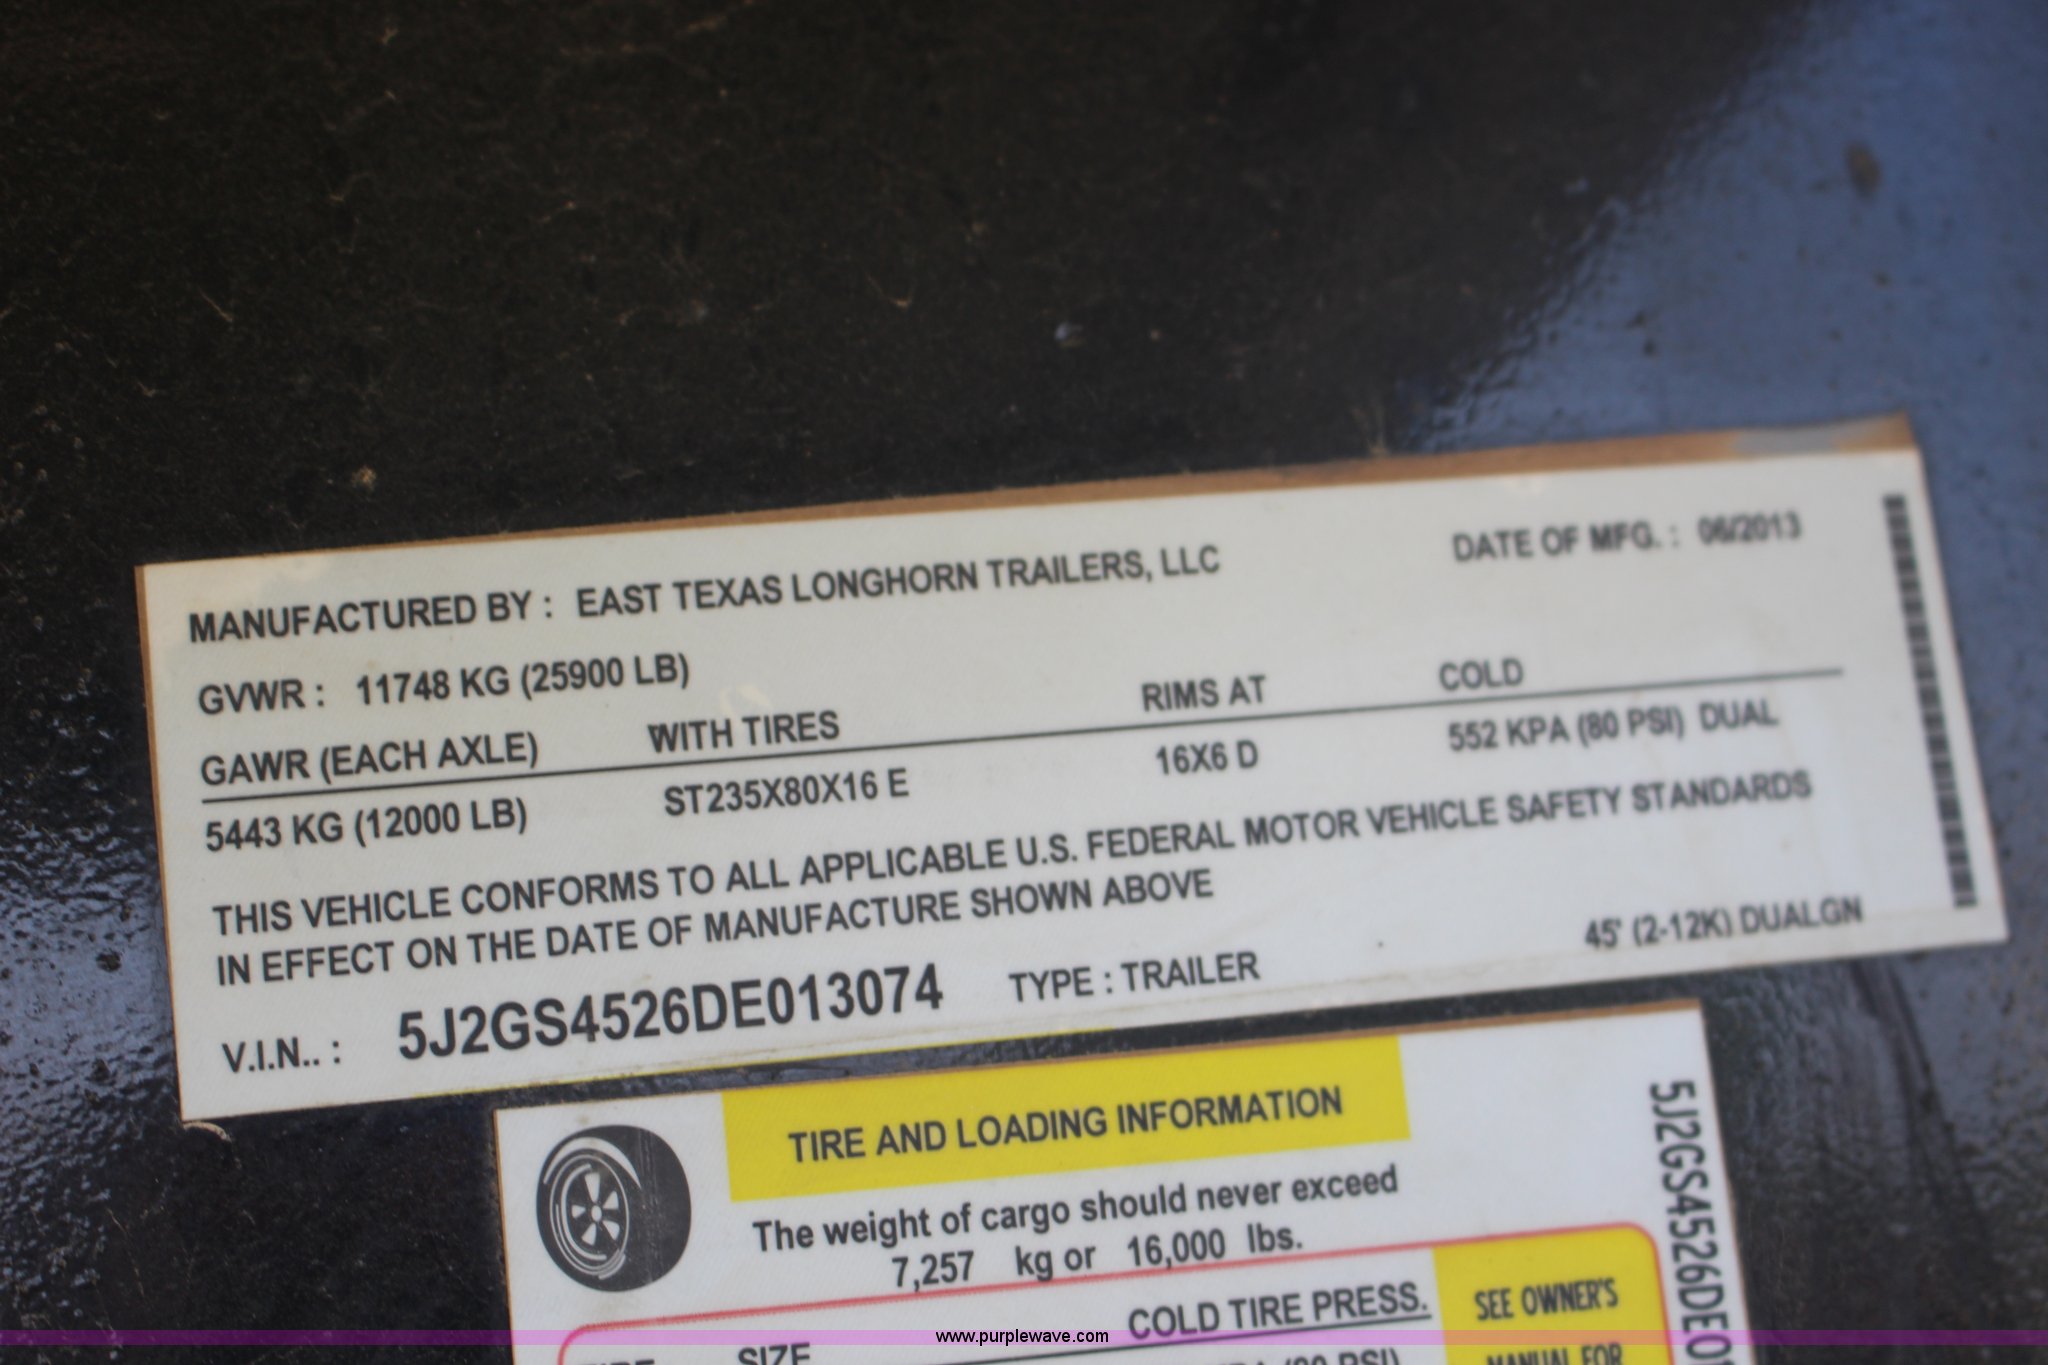 MANUFACTURED BY : EAST TEXAS LONGHORN TRAILERS, LLC DATE OF MFG. : 06/2013
GVWR : 11748 KG (25900 LB)
GAWR (EACH AXLE) WITH TIRES RIMS AT COLD
5443 KG (12000 LB) ST235X80X16 E 16X6 D 552 KPA (80 PSI) DUAL
THIS VEHICLE CONFORMS TO ALL APPLICABLE U.S. FEDERAL MOTOR VEHICLE SAFETY STANDARDS
IN EFFECT ON THE DATE OF MANUFACTURE SHOWN ABOVE
V.I.N.. : 5J2GS4526DE013074 TYPE : TRAILER 45' (2-12K) DUALGN
TIRE AND LOADING INFORMATION
The weight of cargo should never exceed
7,257 kg or 16,000 lbs.
COLD TIRE PRESS.
SEE OWNER'S
MANUAL FOR
SIZE
PSI)
5J2GS4526DE0
www.purplewave.com